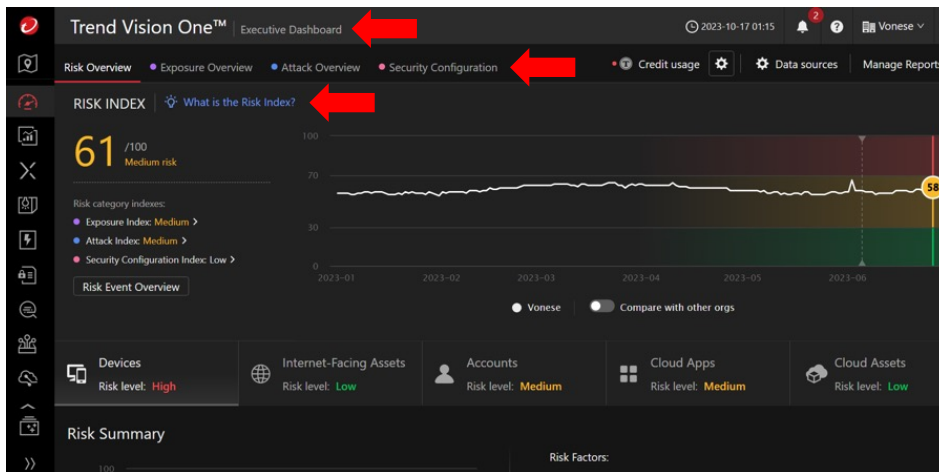 Trend Vision One™ | Executive Dashboard
2023-10-17 01:15
2
?
Vonese
Risk Overview
Exposure Overview
Attack Overview
Security Configuration
Credit usage
Data sources
Manage Reports
RISK INDEX
What is the Risk Index?
61 /100
Medium risk
Risk category indexes:
Exposure Index: Medium >
Attack Index: Medium >
Security Configuration Index: Low >
Risk Event Overview
100
70
30
0
58
2023-01 2023-02 2023-03 2023-04 2023-05 2023-06
Vonese
Compare with other orgs
Devices
Risk level: High
Internet-Facing Assets
Risk level: Low
Accounts
Risk level: Medium
Cloud Apps
Risk level: Medium
Cloud Assets
Risk level: Low
Risk Summary
100
Risk Factors: